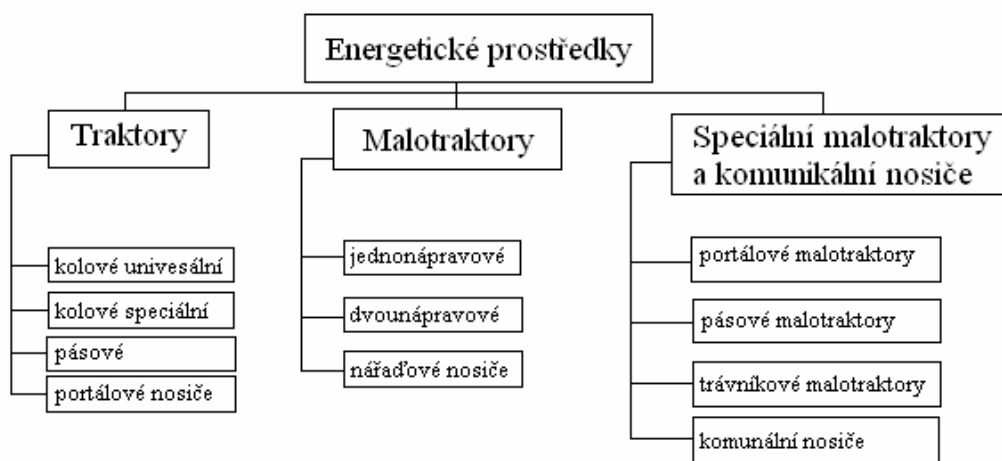 Energetické prostředky
Traktory
kolové univesální
kolové speciální
pásové
portálové nosiče
Malotraktory
jednonápravové
dvounápravové
nářaďové nosiče
Speciální malotraktory
a komunikální nosiče
portálové malotraktory
pásové malotraktory
trávníkové malotraktory
komunální nosiče